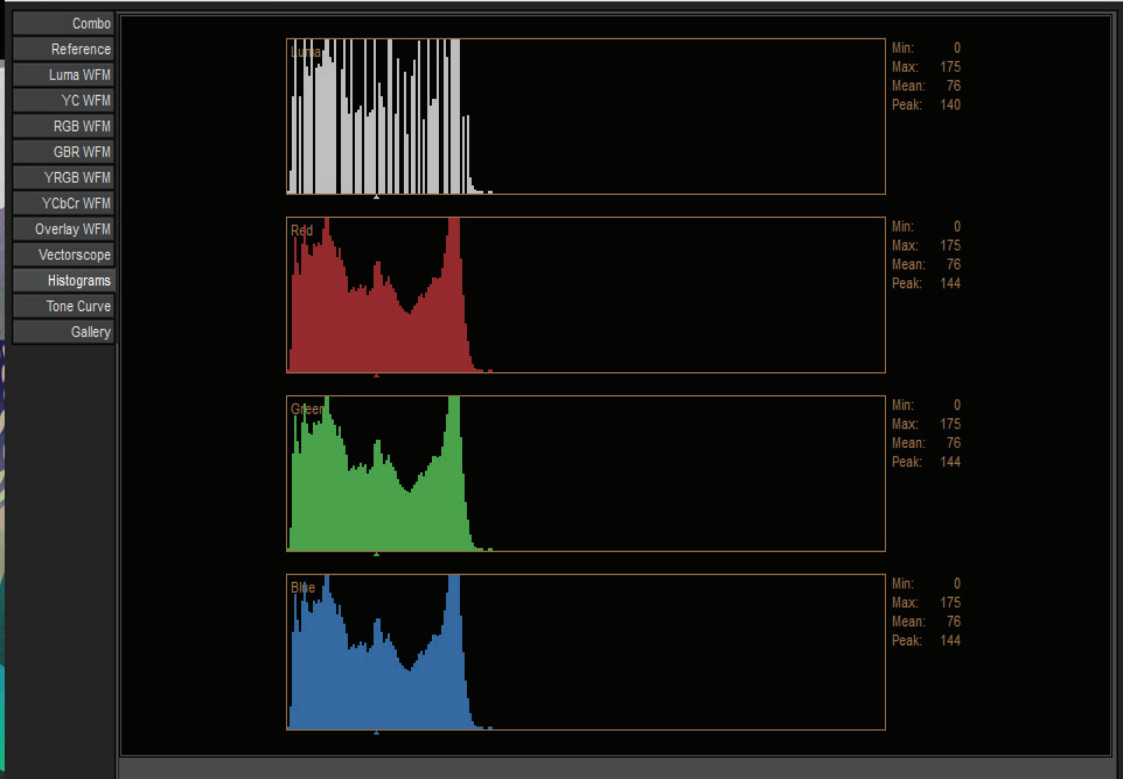 Combo
Reference
Luma WFM
YC WFM
RGB WFM
GBR WFM
YRGB WFM
YCbCr WFM
Overlay WFM
Vectorscope
Histograms
Tone Curve
Gallery
Luma
Min: 0
Max: 175
Mean: 76
Peak: 140
Red
Min: 0
Max: 175
Mean: 76
Peak: 144
Green
Min: 0
Max: 175
Mean: 76
Peak: 144
Blue
Min: 0
Max: 175
Mean: 76
Peak: 144